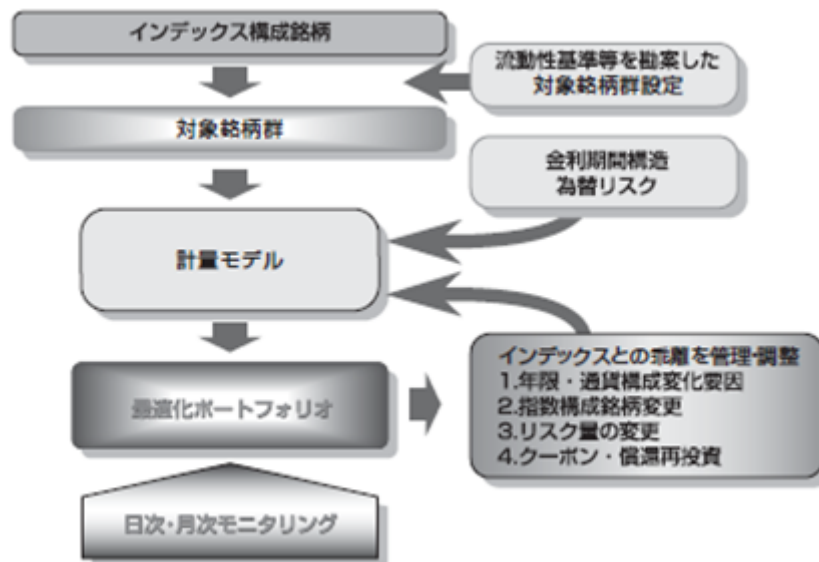 インデックス構成銘柄
流動性基準等を勘案した
対象銘柄群設定
対象銘柄群
金利期間構造
為替リスク
計量モデル
最適化ポートフォリオ
インデックスとの乖離を管理・調整
1.年限・通貨構成変化要因
2.指数構成銘柄変更
3.リスク量の変更
4.クーポン・償還再投資
日次・月次モニタリング